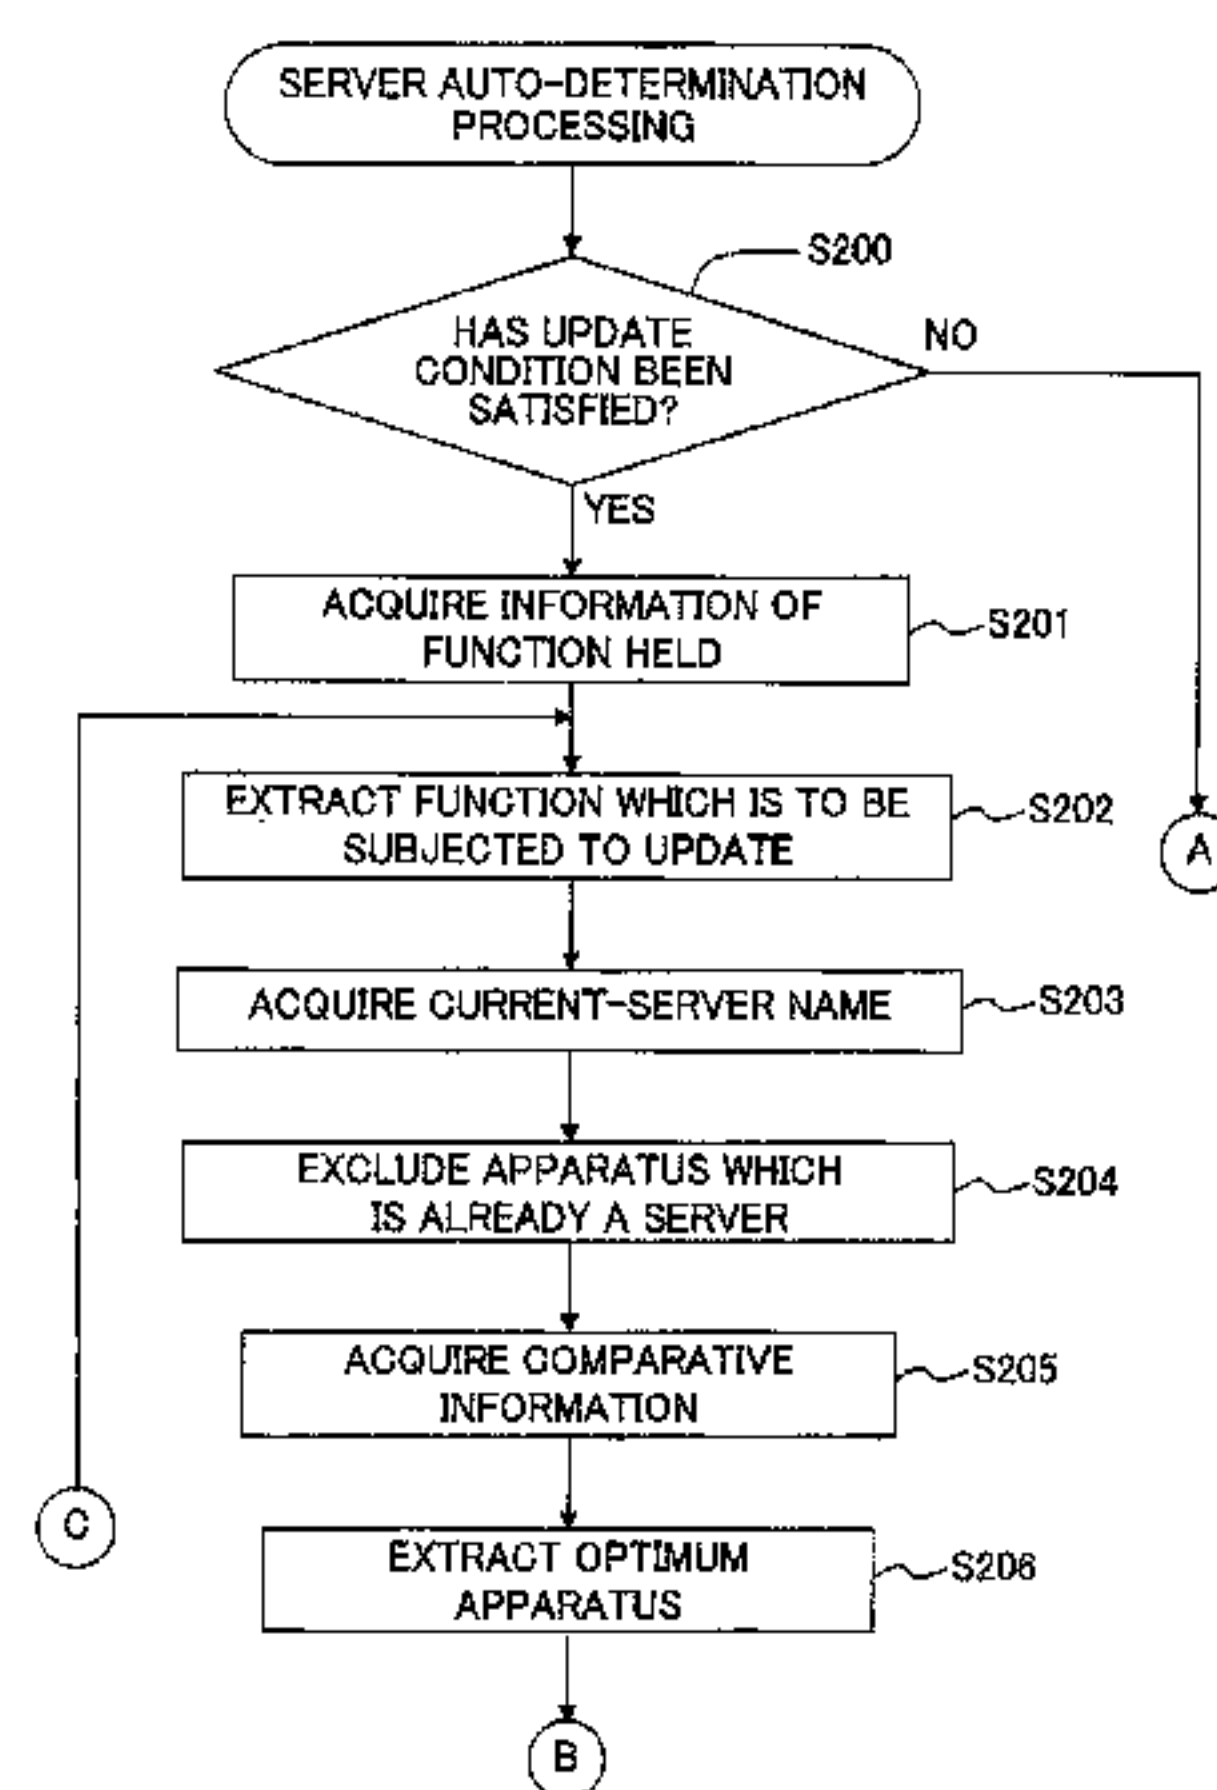 SERVER AUTO-DETERMINATION
PROCESSING
S200
HAS UPDATE
CONDITION BEEN
SATISFIED?
NO
YES
ACQUIRE INFORMATION OF
FUNCTION HELD
S201
EXTRACT FUNCTION WHICH IS TO BE
SUBJECTED TO UPDATE
S202
A
ACQUIRE CURRENT-SERVER NAME
S203
EXCLUDE APPARATUS WHICH
IS ALREADY A SERVER
S204
ACQUIRE COMPARATIVE
INFORMATION
S205
C
EXTRACT OPTIMUM
APPARATUS
S206
B